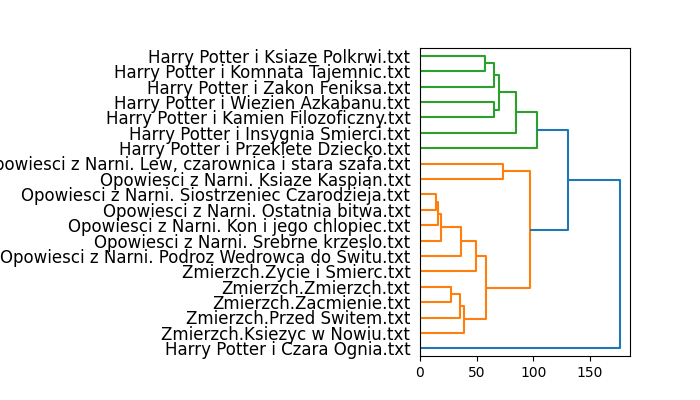 Harry Potter i Ksiaze Polkrwi.txt
Harry Potter i Komnata Tajemnic.txt
Harry Potter i Zakon Feniksa.txt
Harry Potter i Wiezien Azkabanu.txt
Harry Potter i Kamien Filozoficzny.txt
Harry Potter i Insygnia Smierci.txt
Harry Potter i Przeklete Dziecko.txt
powiesci z Narni. Lew, czarownica i stara szafa.txt
Opowiesci z Narni. Ksiaze Kaspian.txt
Opowiesci z Narni. Siostrzeniec Czarodzieja.txt
Opowiesci z Narni. Ostatnia bitwa.txt
Opowiesci z Narni. Kon i jego chlopiec.txt
Opowiesci z Narni. Srebrne krzeslo.txt
Opowiesci z Narni. Podroz Wedrowca do Switu.txt
Zmierzch.Zycie i Smierc.txt
Zmierzch.Zmierzch.txt
Zmierzch.Zacmienie.txt
Zmierzch.Przed Switem.txt
Zmierzch.Ksiezyc w Nowiu.txt
Harry Potter i Czara Ognia.txt
0 50 100 150